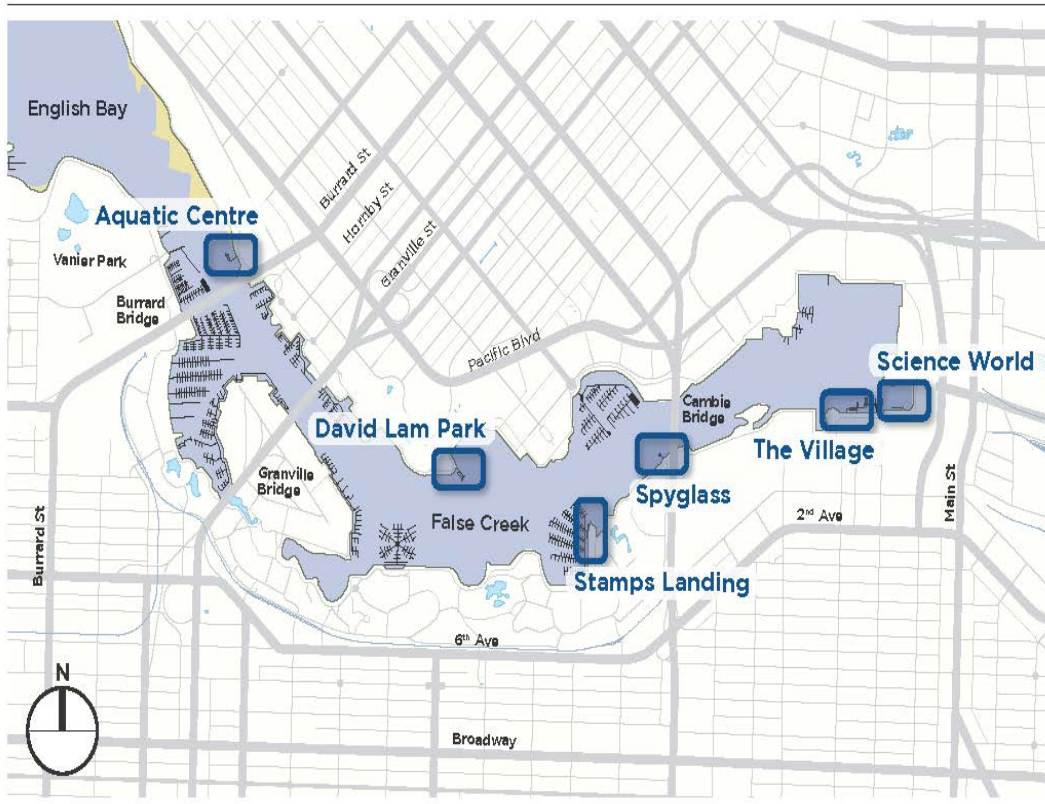 English Bay
Aquatic Centre
Vanier Park
Burrard
Bridge
Burrard St
Hornby St
Granville St
Pacific Blvd
David Lam Park
Granville
Bridge
False Creek
Cambie
Bridge
Science World
The Village
Spyglass
Stamps Landing
2nd Ave
Main St
Burrard St
6th Ave
Broadway
N